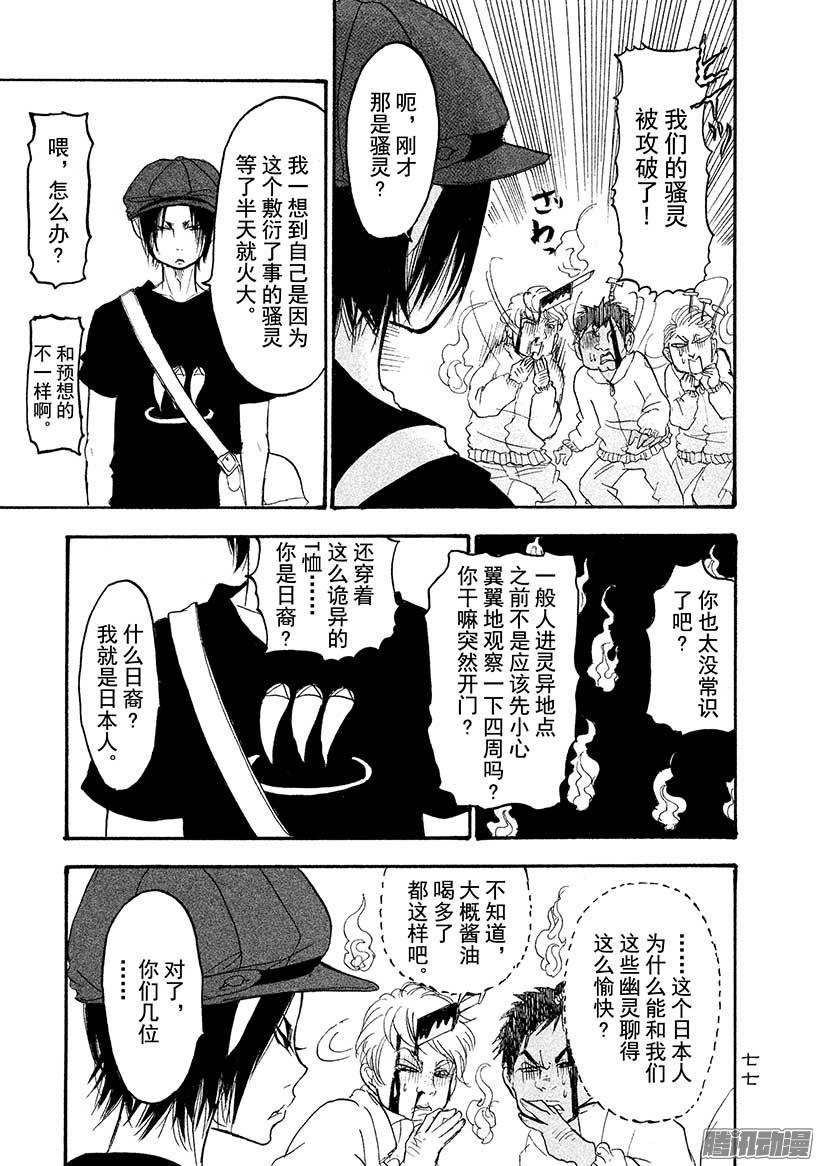 我们的骚灵
被攻破了！
ざわ
呃，刚才
那是骚灵？
我一想到自己是因为
这个敷衍了事的骚灵
等了半天就火大。
喂，怎么办？
和预想的
不一样啊。
你也太没常识
了吧？
一般人进灵异地点
之前不是应该先小心
翼翼地观察一下四周吗？
你干嘛突然开门？
还穿着
这么诡异的
T恤……
你是日裔？
什么日裔？
我就是日本人。
……这个日本人
为什么能和我们
这些幽灵聊得
这么愉快？
不知道，
大概酱油
喝多了
都这样吧。
对了，
你们几位
……
七七
腾讯动漫